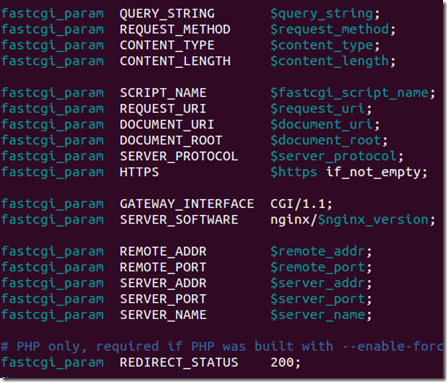 fastcgi_param  QUERY_STRING       $query_string;
fastcgi_param  REQUEST_METHOD     $request_method;
fastcgi_param  CONTENT_TYPE       $content_type;
fastcgi_param  CONTENT_LENGTH     $content_length;
fastcgi_param  SCRIPT_NAME        $fastcgi_script_name;
fastcgi_param  REQUEST_URI        $request_uri;
fastcgi_param  DOCUMENT_URI       $document_uri;
fastcgi_param  DOCUMENT_ROOT      $document_root;
fastcgi_param  SERVER_PROTOCOL    $server_protocol;
fastcgi_param  HTTPS              $https if_not_empty;
fastcgi_param  GATEWAY_INTERFACE  CGI/1.1;
fastcgi_param  SERVER_SOFTWARE    nginx/$nginx_version;
fastcgi_param  REMOTE_ADDR        $remote_addr;
fastcgi_param  REMOTE_PORT        $remote_port;
fastcgi_param  SERVER_ADDR        $server_addr;
fastcgi_param  SERVER_PORT        $server_port;
fastcgi_param  SERVER_NAME        $server_name;
# PHP only, required if PHP was built with --enable-forc
fastcgi_param  REDIRECT_STATUS    200;